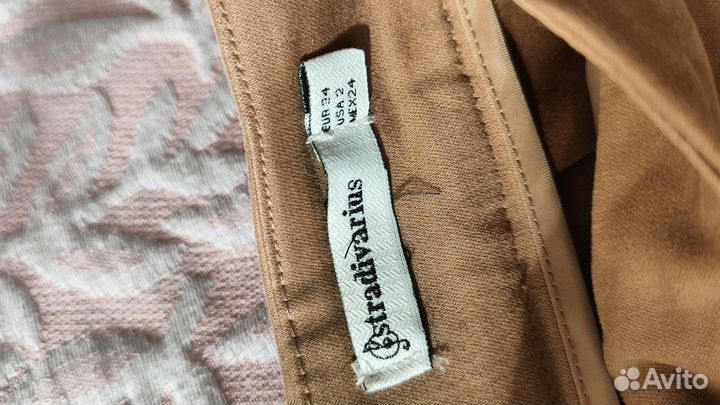 EUR 34
USA 2
MEX 24
stradivarius
Avito